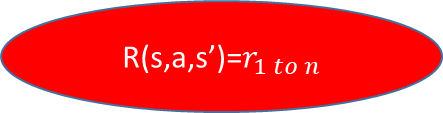 R(s,a,s’)=r₁ ₜₒ ₙ